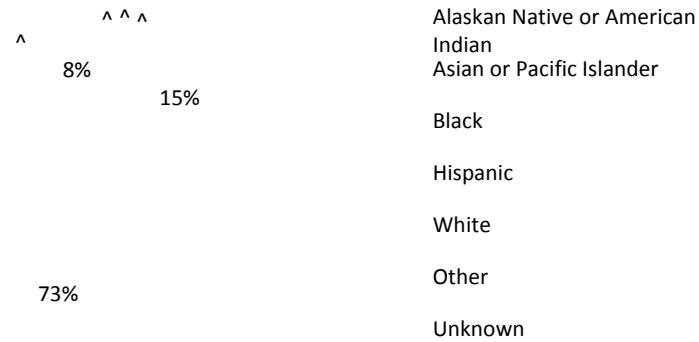 ^ ^ ^
^
8%
15%
73%
Alaskan Native or American
Indian
Asian or Pacific Islander
Black
Hispanic
White
Other
Unknown